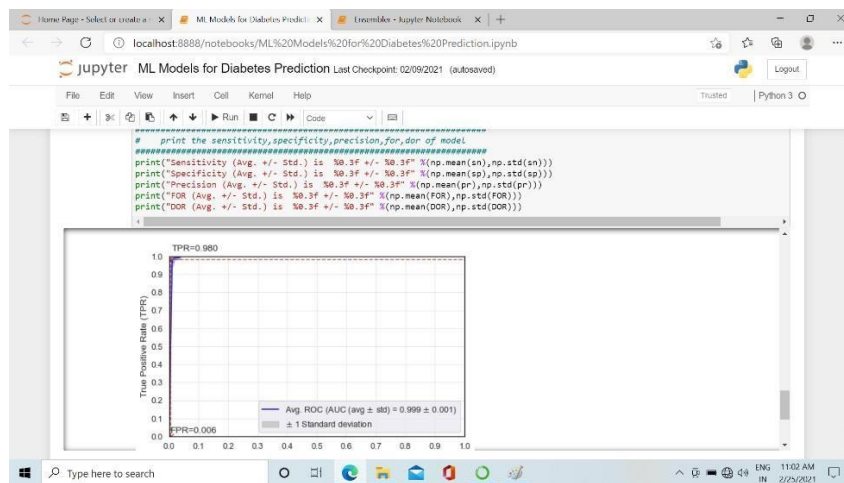 Home Page - Select or create a
ML Models for Diabetes Predicti
Ensembler - Jupyter Notebook
localhost:8888/notebooks/ML%20Models%20for%20Diabetes%20Prediction.ipynb
jupyter ML Models for Diabetes Prediction Last Checkpoint: 02/09/2021 (autosaved)
Logout
File Edit View Insert Cell Kernel Help
Trusted Python 3
Run Code
# print the sensitivity,specificity,precision,for,dor of model
print("Sensitivity (Avg. +/- Std.) is %0.3f +/- %0.3f" %(np.mean(sn),np.std(sn)))
print("Specificity (Avg. +/- Std.) is %0.3f +/- %0.3f" %(np.mean(sp),np.std(sp)))
print("Precision (Avg. +/- Std.) is %0.3f +/- %0.3f" %(np.mean(pr),np.std(pr)))
print("FOR (Avg. +/- Std.) is %0.3f +/- %0.3f" %(np.mean(FOR),np.std(FOR)))
print("DOR (Avg. +/- Std.) is %0.3f +/- %0.3f" %(np.mean(DOR),np.std(DOR)))
TPR=0.980
1.0
0.9
0.8
0.7
0.6
0.5
0.4
0.3
0.2
0.1
0.0
True Positive Rate (TPR)
Avg. ROC (AUC (avg ± std) = 0.999 ± 0.001)
± 1 Standard deviation
FPR=0.006
0.0 0.1 0.2 0.3 0.4 0.5 0.6 0.7 0.8 0.9 1.0
Type here to search
ENG
IN
11:02 AM
2/25/2021